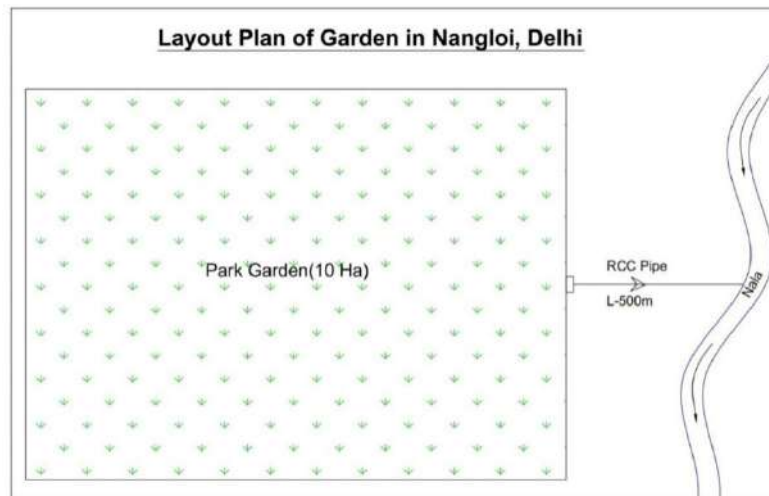 Layout Plan of Garden in Nangloi, Delhi
Park Garden(10 Ha)
RCC Pipe
L-500m
Nala